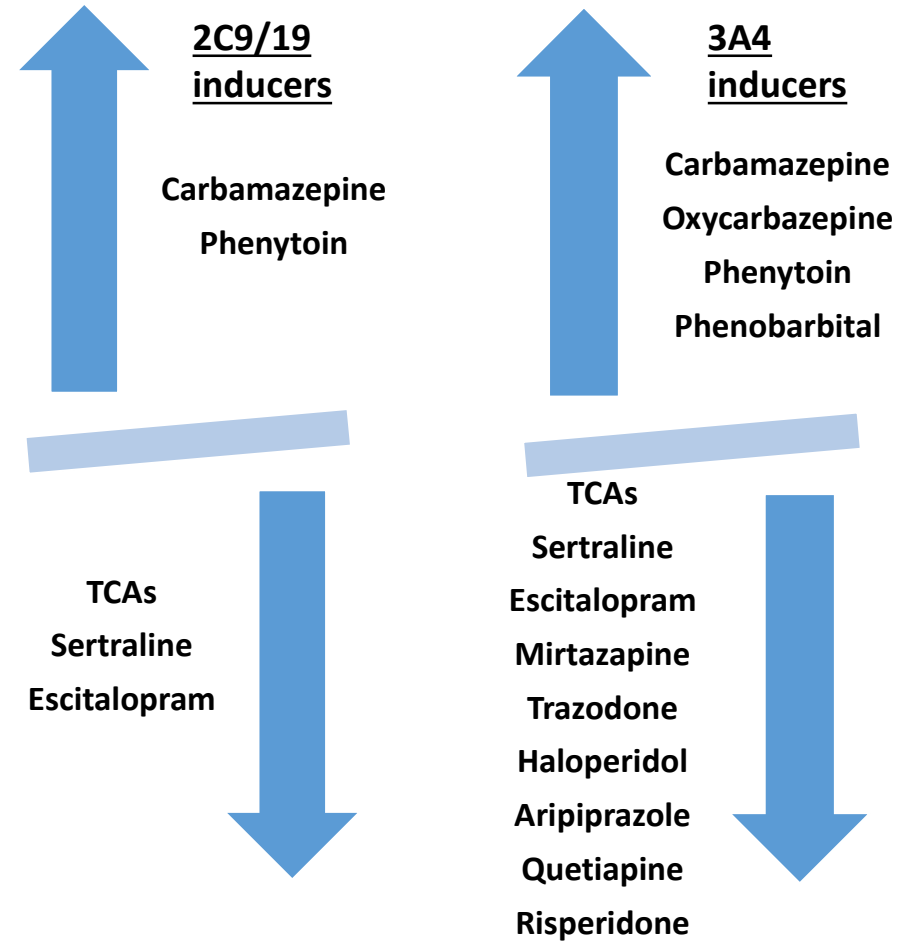 2C9/19
inducers
Carbamazepine
Phenytoin
TCAs
Sertraline
Escitalopram
3A4
inducers
Carbamazepine
Oxycarbazepine
Phenytoin
Phenobarbital
TCAs
Sertraline
Escitalopram
Mirtazapine
Trazodone
Haloperidol
Aripiprazole
Quetiapine
Risperidone